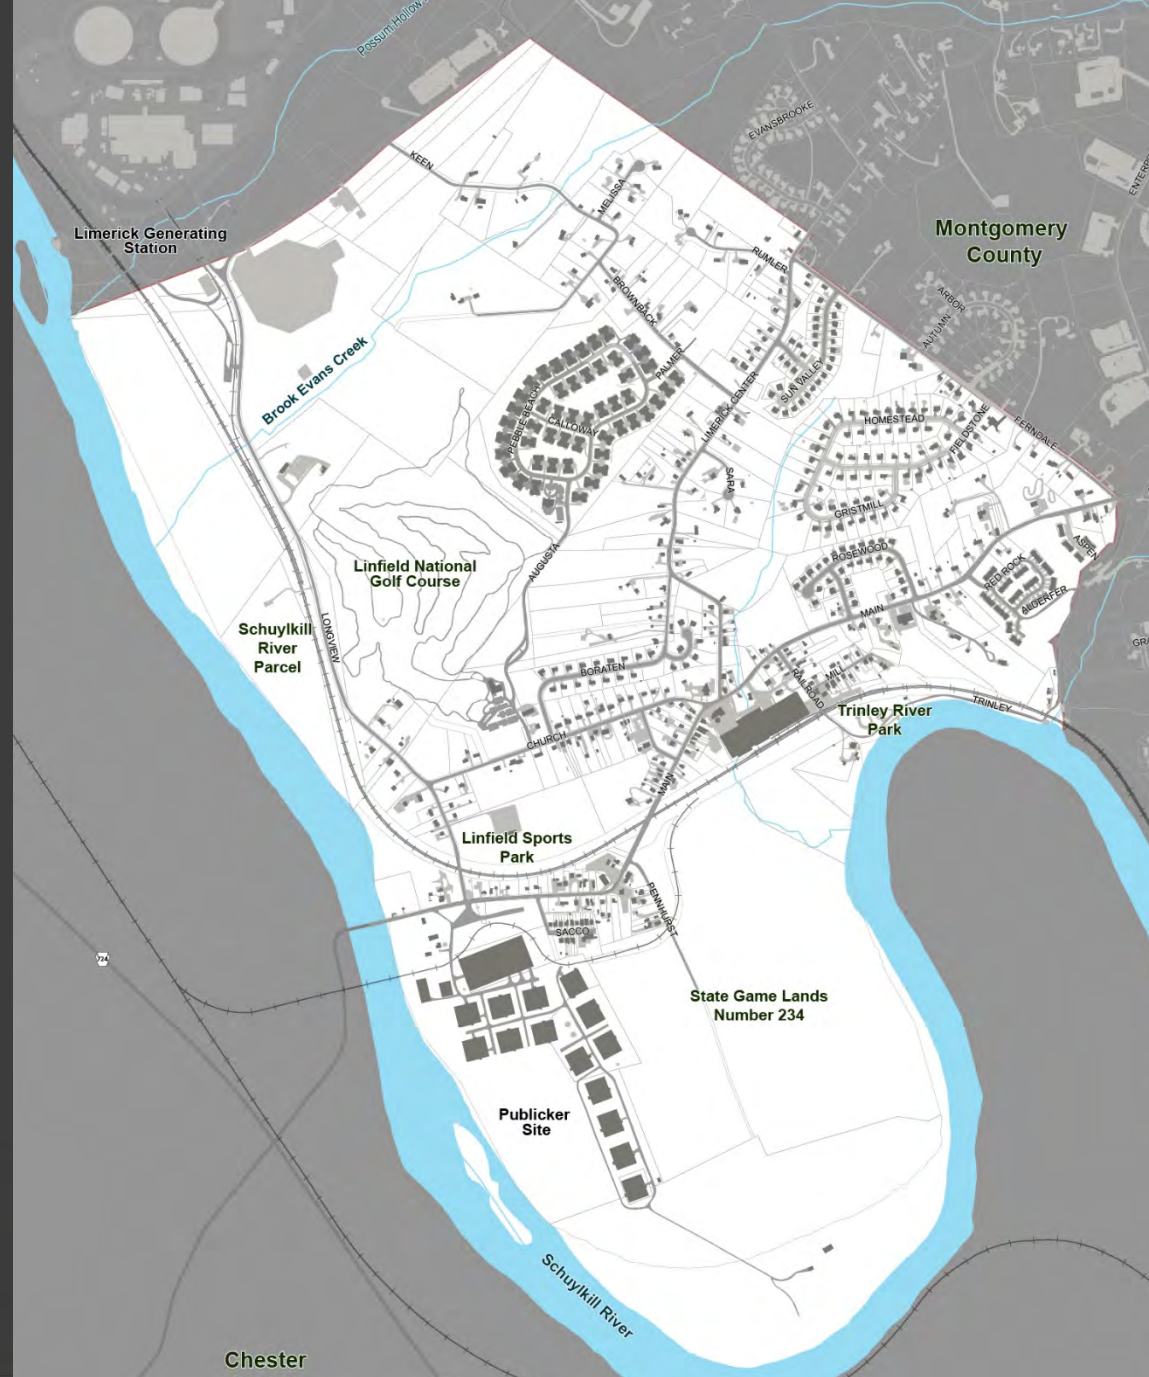 Possum Hollow
EVANSBROOKE
KEEN
MELISSA
Limerick Generating
Station
Montgomery
County
RUMLER
BROWNBACK
ARBOR
AUTUMN
Brook Evans Creek
PALMER
SUN VALLEY
PEBBLE BEACH
CALLOWAY
LIMERICK CENTER
HOMESTEAD
FIELDSTONE
FERNDALE
SARA
GRISTMILL
Linfield National
Golf Course
AUGUSTA
ROSEWOOD
ASPEN
RED ROCK
ALDERFER
MAIN
Schuylkill
River
Parcel
LONGVIEW
BORATEN
RAILROAD
MILL
TRINLEY
Trinley River
Park
CHURCH
MAIN
Linfield Sports
Park
PENNHURST
SACCO
724
State Game Lands
Number 234
Publicker
Site
Schuylkill River
Chester